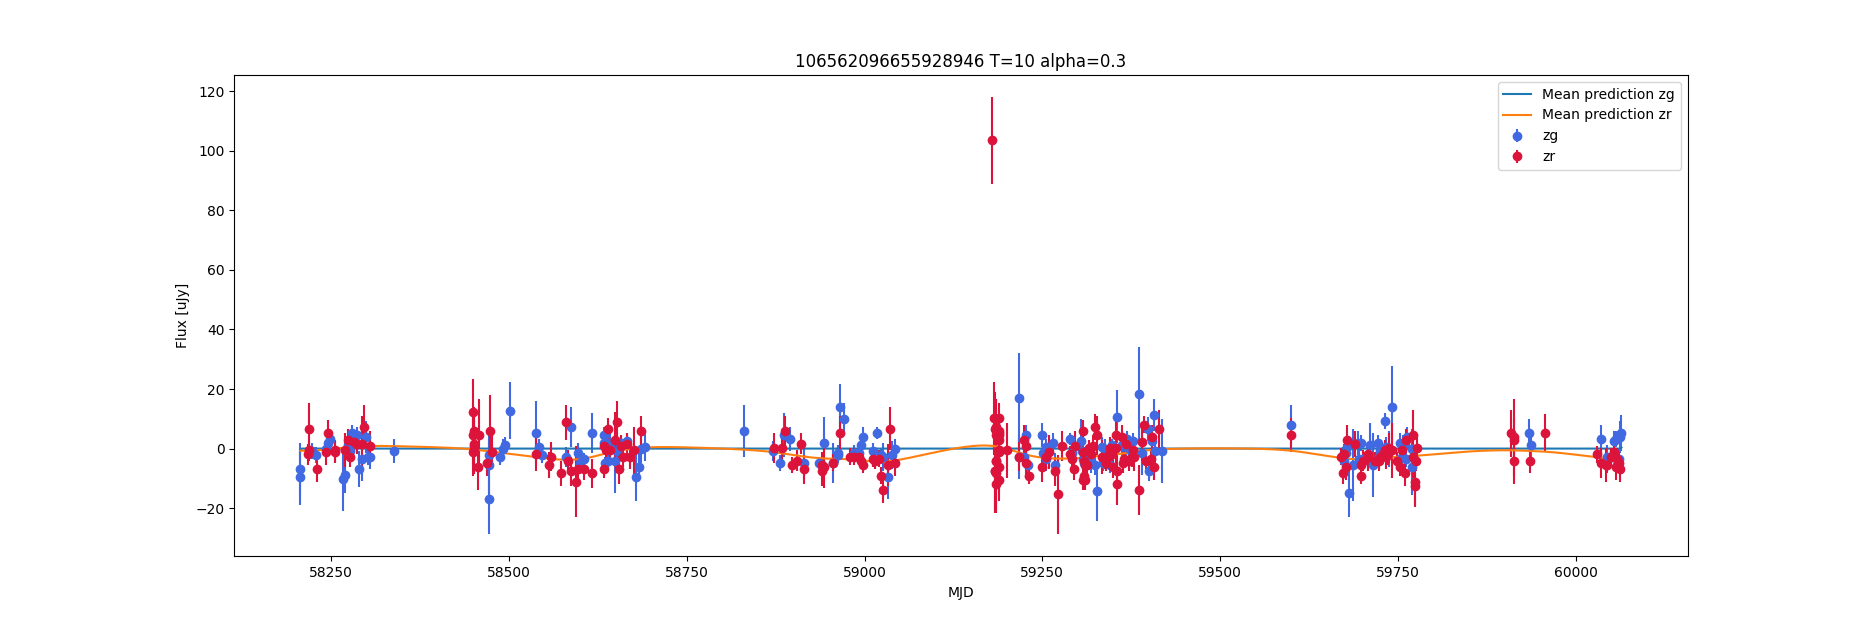 106562096655928946 T=10 alpha=0.3
120
100
80
60
40
20
0
−20
Flux [uJy]
58250
58500
58750
59000
59250
59500
59750
60000
MJD
Mean prediction zg
Mean prediction zr
zg
zr